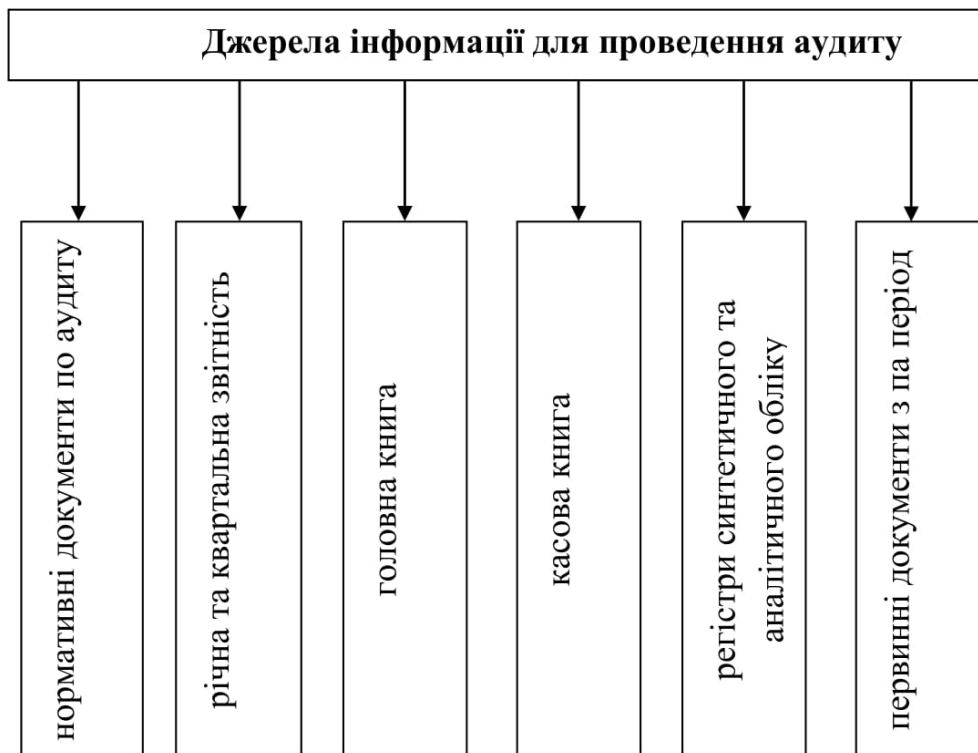 Джерела інформації для проведення аудиту
нормативні документи по аудиту
річна та квартальна звітність
головна книга
касова книга
регістри синтетичного та
аналітичного обліку
первинні документи з па період